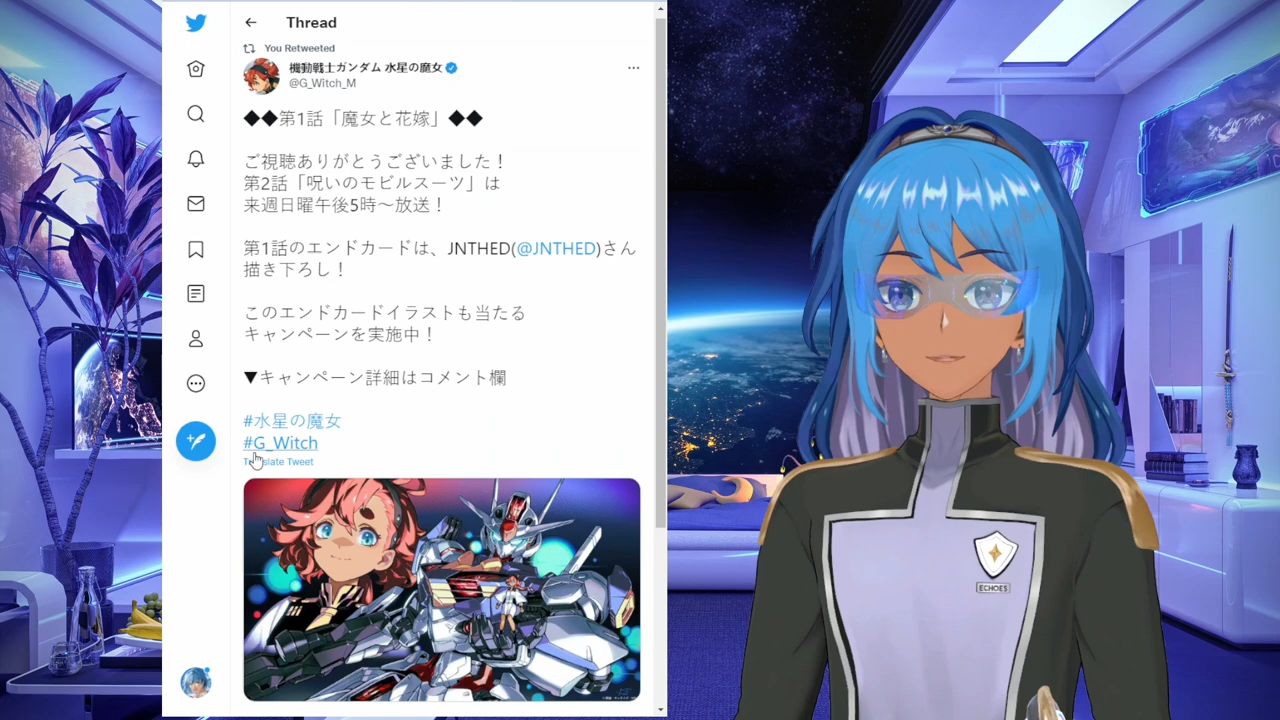 Thread
You Retweeted
機動戦士ガンダム 水星の魔女
@G_Witch_M
◆◆第1話「魔女と花嫁」◆◆
ご視聴ありがとうございました！
第2話「呪いのモビルスーツ」は
来週日曜午後5時～放送！
第1話のエンドカードは、JNTHED(@JNTHED)さん
描き下ろし！
このエンドカードイラストも当たる
キャンペーンを実施中！
▼キャンペーン詳細はコメント欄
#水星の魔女
#G_Witch
Translate Tweet
ECHOES